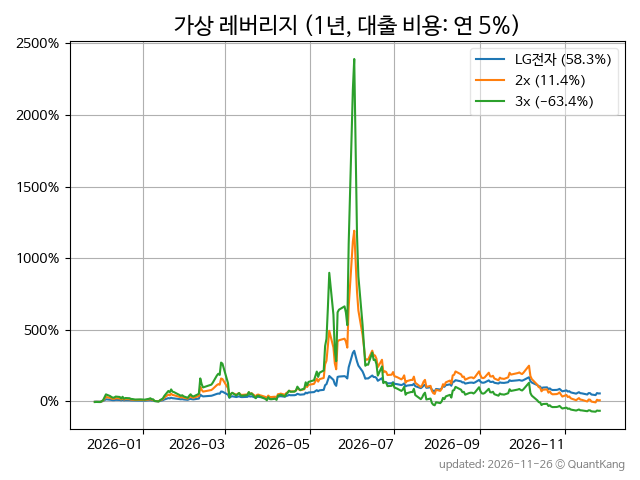 가상 레버리지 (1년, 대출 비용: 연 5%)
2500%
2000%
1500%
1000%
500%
0%
LG전자 (58.3%)
2x (11.4%)
3x (−63.4%)
2026-01
2026-03
2026-05
2026-07
2026-09
2026-11
updated: 2026-11-26 © QuantKang